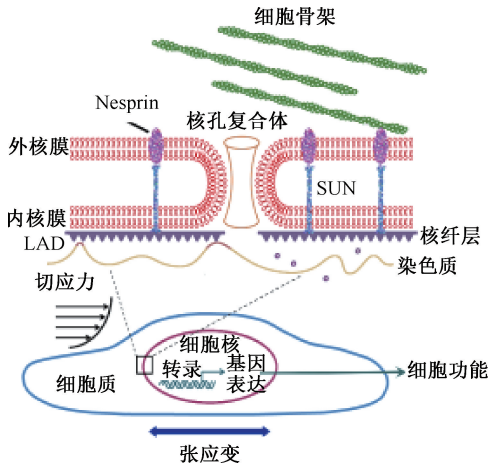 细胞骨架
Nesprin
核孔复合体
外核膜
SUN
内核膜
LAD
核纤层
切应力
染色质
细胞核
细胞质
转录
基因
表达
细胞功能
张应变